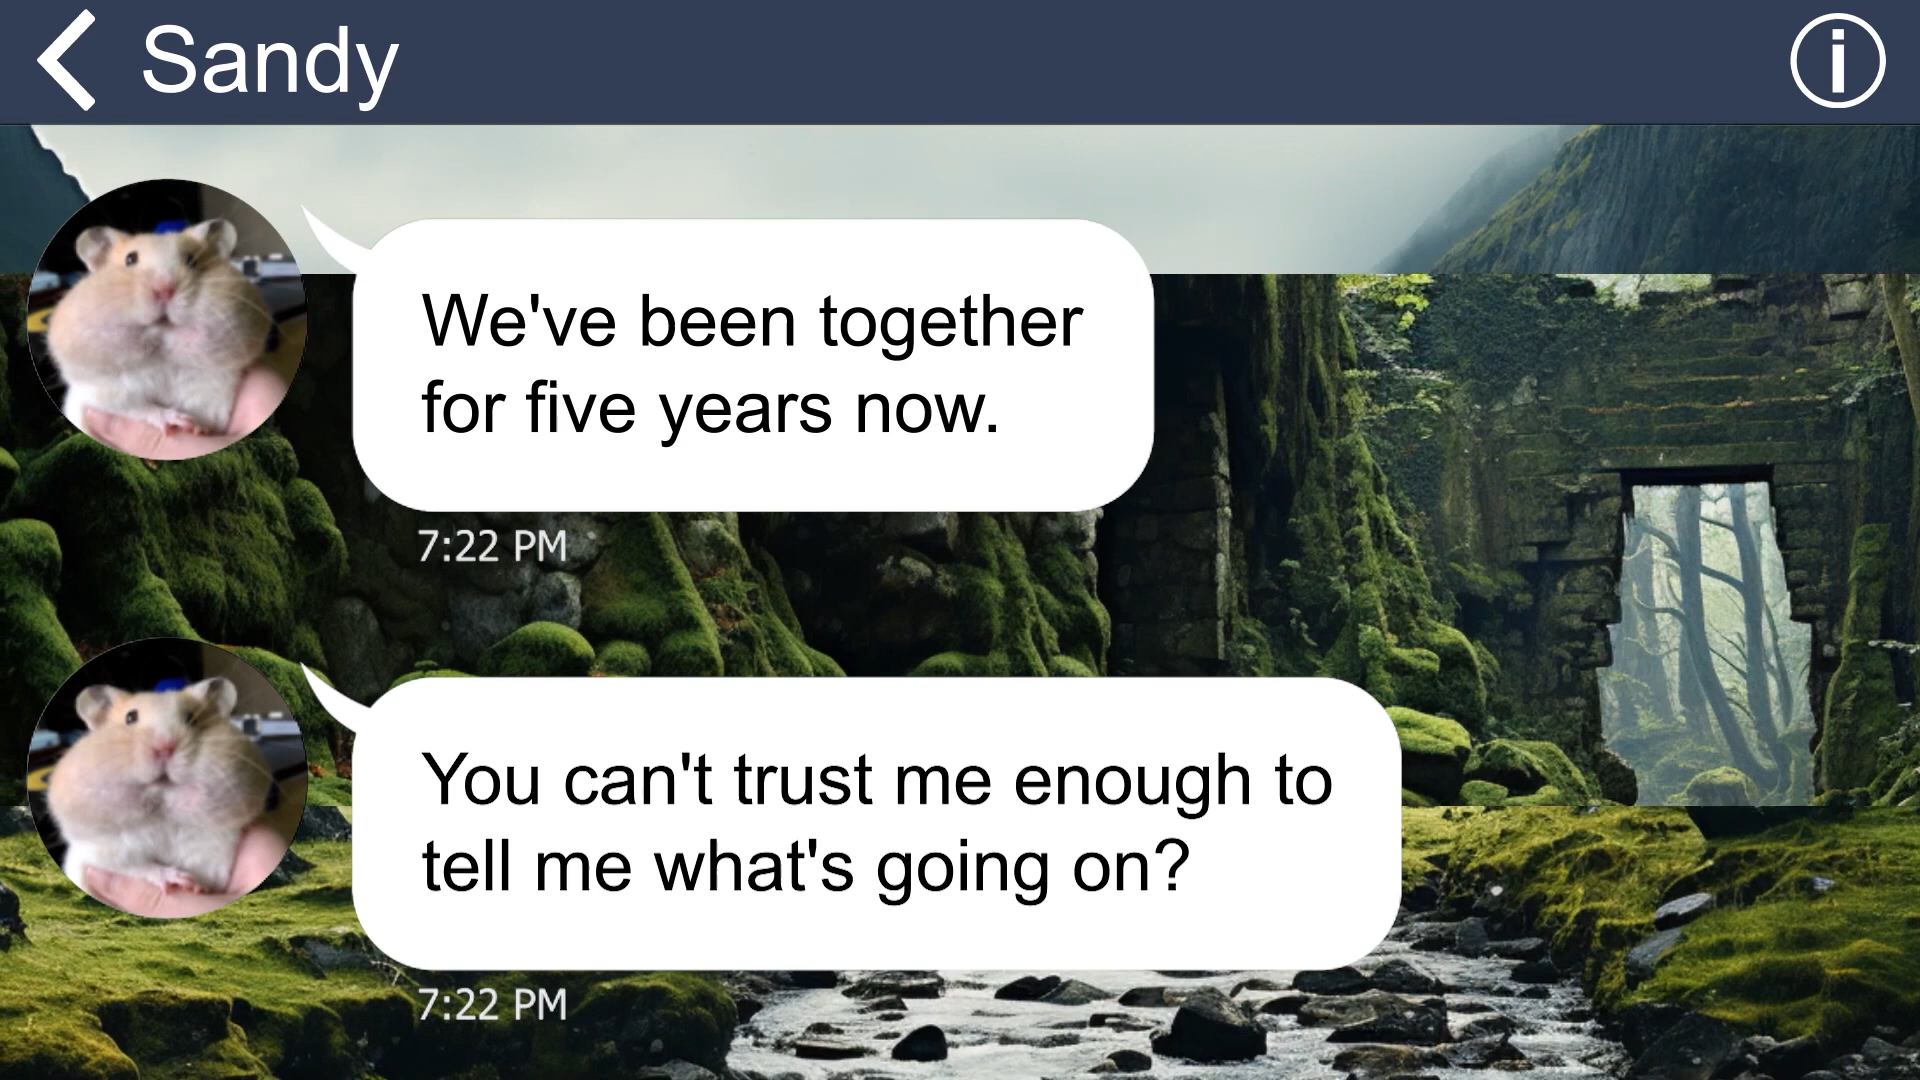 Sandy
We've been together
for five years now.
7:22 PM
You can't trust me enough to
tell me what's going on?
7:22 PM